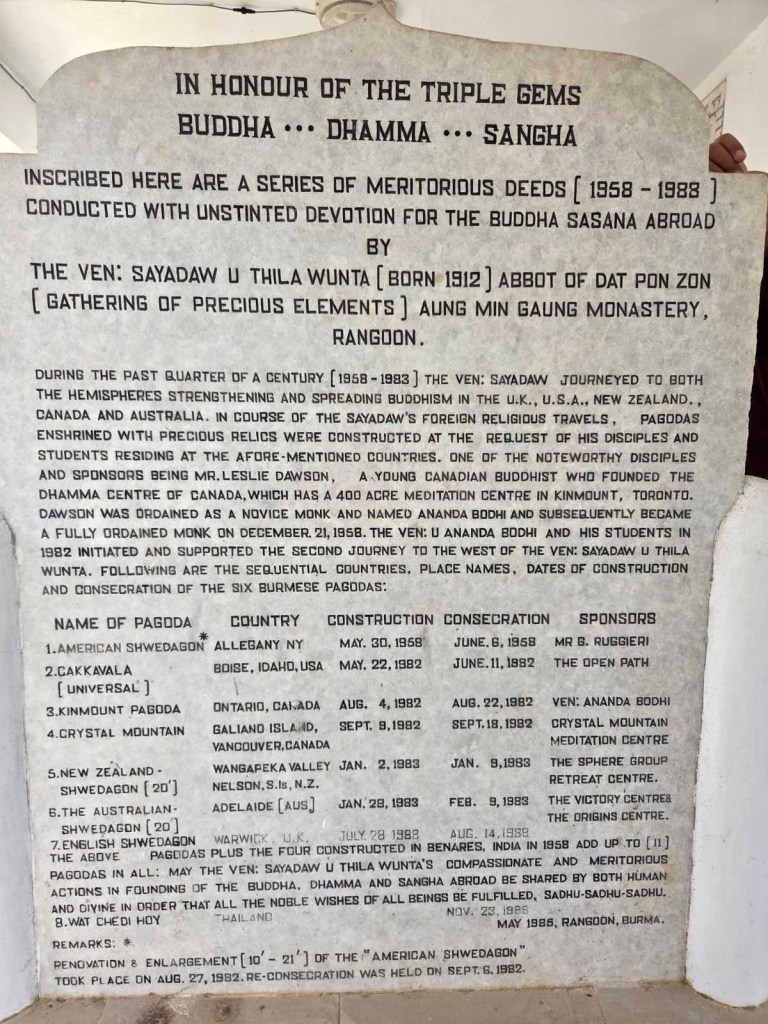 IN HONOUR OF THE TRIPLE GEMS
BUDDHA ••• DHAMMA ••• SANGHA
INSCRIBED HERE ARE A SERIES OF MERITORIOUS DEEDS [ 1958 - 1988 ]
CONDUCTED WITH UNSTINTED DEVOTION FOR THE BUDDHA SASANA ABROAD
BY
THE VEN: SAYADAW U THILA WUNTA [ BORN 1912 ] ABBOT OF DAT PON ZON
[ GATHERING OF PRECIOUS ELEMENTS ] AUNG MIN GAUNG MONASTERY,
RANGOON.
DURING THE PAST QUARTER OF A CENTURY [1958-1983] THE VEN: SAYADAW JOURNEYED TO BOTH
THE HEMISPHERES STRENGTHENING AND SPREADING BUDDHISM IN THE U.K., U.S.A., NEW ZEALAND.,
CANADA AND AUSTRALIA. IN COURSE OF THE SAYADAW'S FOREIGN RELIGIOUS TRAVELS, PAGODAS
ENSHRINED WITH PRECIOUS RELICS WERE CONSTRUCTED AT THE REQUEST OF HIS DISCIPLES AND
STUDENTS RESIDING AT THE AFORE-MENTIONED COUNTRIES. ONE OF THE NOTEWORTHY DISCIPLES
AND SPONSORS BEING MR.LESLIE DAWSON, A YOUNG CANADIAN BUDDHIST WHO FOUNDED THE
DHAMMA CENTRE OF CANADA,WHICH HAS A 400 ACRE MEDITATION CENTRE IN KINMOUNT, TORONTO.
DAWSON WAS ORDAINED AS A NOVICE MONK AND NAMED ANANDA BODHI AND SUBSEQUENTLY BECAME
A FULLY ORDAINED MONK ON DECEMBER.21,1958. THE VEN: U ANANDA BODHI AND HIS STUDENTS IN
1982 INITIATED AND SUPPORTED THE SECOND JOURNEY TO THE WEST OF THE VEN: SAYADAW U THILA
WUNTA. FOLLOWING ARE THE SEQUENTIAL COUNTRIES, PLACE NAMES, DATES OF CONSTRUCTION
AND CONSECRATION OF THE SIX BURMESE PAGODAS:
NAME OF PAGODA COUNTRY CONSTRUCTION CONSECRATION SPONSORS
1.AMERICAN SHWEDAGON* ALLEGANY NY MAY. 30, 1958 JUNE. 6, 1958 MR B. RUGGIERI
2.CAKKAVALA BOISE, IDAHO, USA MAY. 22, 1982 JUNE. 11, 1982 THE OPEN PATH
[UNIVERSAL]
3.KINMOUNT PAGODA ONTARIO, CANADA AUG. 4, 1982 AUG. 22, 1982 VEN: ANANDA BODHI
4.CRYSTAL MOUNTAIN GALIANO ISLAND, SEPT. 9, 1982 SEPT.18, 1982 CRYSTAL MOUNTAIN
VANCOUVER,CANADA MEDITATION CENTRE
5.NEW ZEALAND- WANGAPEKA VALLEY JAN. 2, 1983 JAN. 9,1983 THE SPHERE GROUP
SHWEDAGON [20'] NELSON, S.Is, N.Z. RETREAT CENTRE.
6.THE AUSTRALIAN- ADELAIDE [AUS] JAN.28, 1983 FEB. 9, 1983 THE VICTORY CENTRE&
SHWEDAGON [20'] THE ORIGINS CENTRE.
7.ENGLISH SHWEDAGON WARWICK, U.K. JULY.28 1988 AUG. 14,1988
THE ABOVE PAGODAS PLUS THE FOUR CONSTRUCTED IN BENARES, INDIA IN 1958 ADD UP TO [11]
PAGODAS IN ALL: MAY THE VEN: SAYADAW U THILA WUNTA'S COMPASSIONATE AND MERITORIOUS
ACTIONS IN FOUNDING OF THE BUDDHA, DHAMMA AND SANGHA ABROAD BE SHARED BY BOTH HUMAN
AND DIVINE IN ORDER THAT ALL THE NOBLE WISHES OF ALL BEINGS BE FULFILLED, SADHU-SADHU-SADHU.
8.WAT CHEDI HOY THAILAND NOV. 23, 1988
MAY 1985, RANGOON, BURMA.
REMARKS: *
RENOVATION & ENLARGEMENT [10' - 21'] OF THE "AMERICAN SHWEDAGON"
TOOK PLACE ON AUG. 27, 1982. RE-CONSECRATION WAS HELD ON SEPT. 6, 1982.